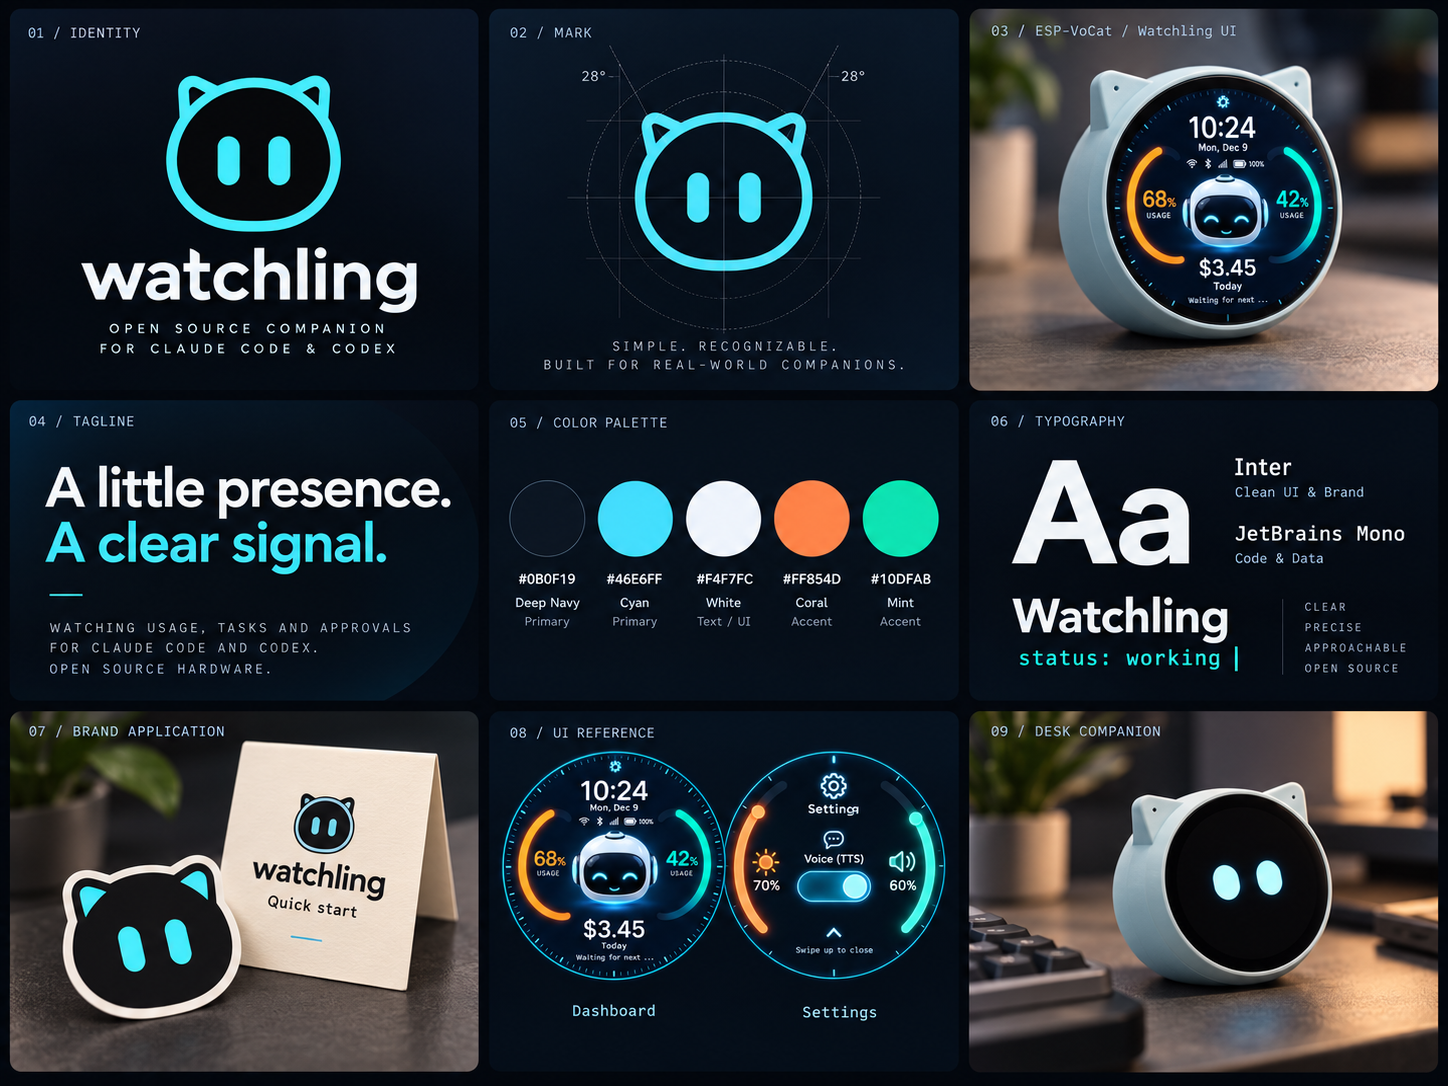 01 / IDENTITY
watchling
OPEN SOURCE COMPANION
FOR CLAUDE CODE & CODEX
02 / MARK
28°
28°
SIMPLE. RECOGNIZABLE.
BUILT FOR REAL-WORLD COMPANIONS.
03 / ESP-VoCat / Watchling UI
10:24
Mon, Dec 9
100%
68%
USAGE
42%
USAGE
$3.45
Today
Waiting for next ...
04 / TAGLINE
A little presence.
A clear signal.
WATCHING USAGE, TASKS AND APPROVALS
FOR CLAUDE CODE AND CODEX.
OPEN SOURCE HARDWARE.
05 / COLOR PALETTE
#0B0F19
Deep Navy
Primary
#46E6FF
Cyan
Primary
#F4F7FC
White
Text / UI
#FF854D
Coral
Accent
#10DFAB
Mint
Accent
06 / TYPOGRAPHY
Aa
Inter
Clean UI & Brand
JetBrains Mono
Code & Data
Watchling
status: working
CLEAR
PRECISE
APPROACHABLE
OPEN SOURCE
07 / BRAND APPLICATION
watchling
Quick start
08 / UI REFERENCE
10:24
Mon, Dec 9
100%
68%
USAGE
42%
USAGE
$3.45
Today
Waiting for next ...
Dashboard
Setting
Voice (TTS)
70%
60%
Swipe up to close
Settings
09 / DESK COMPANION